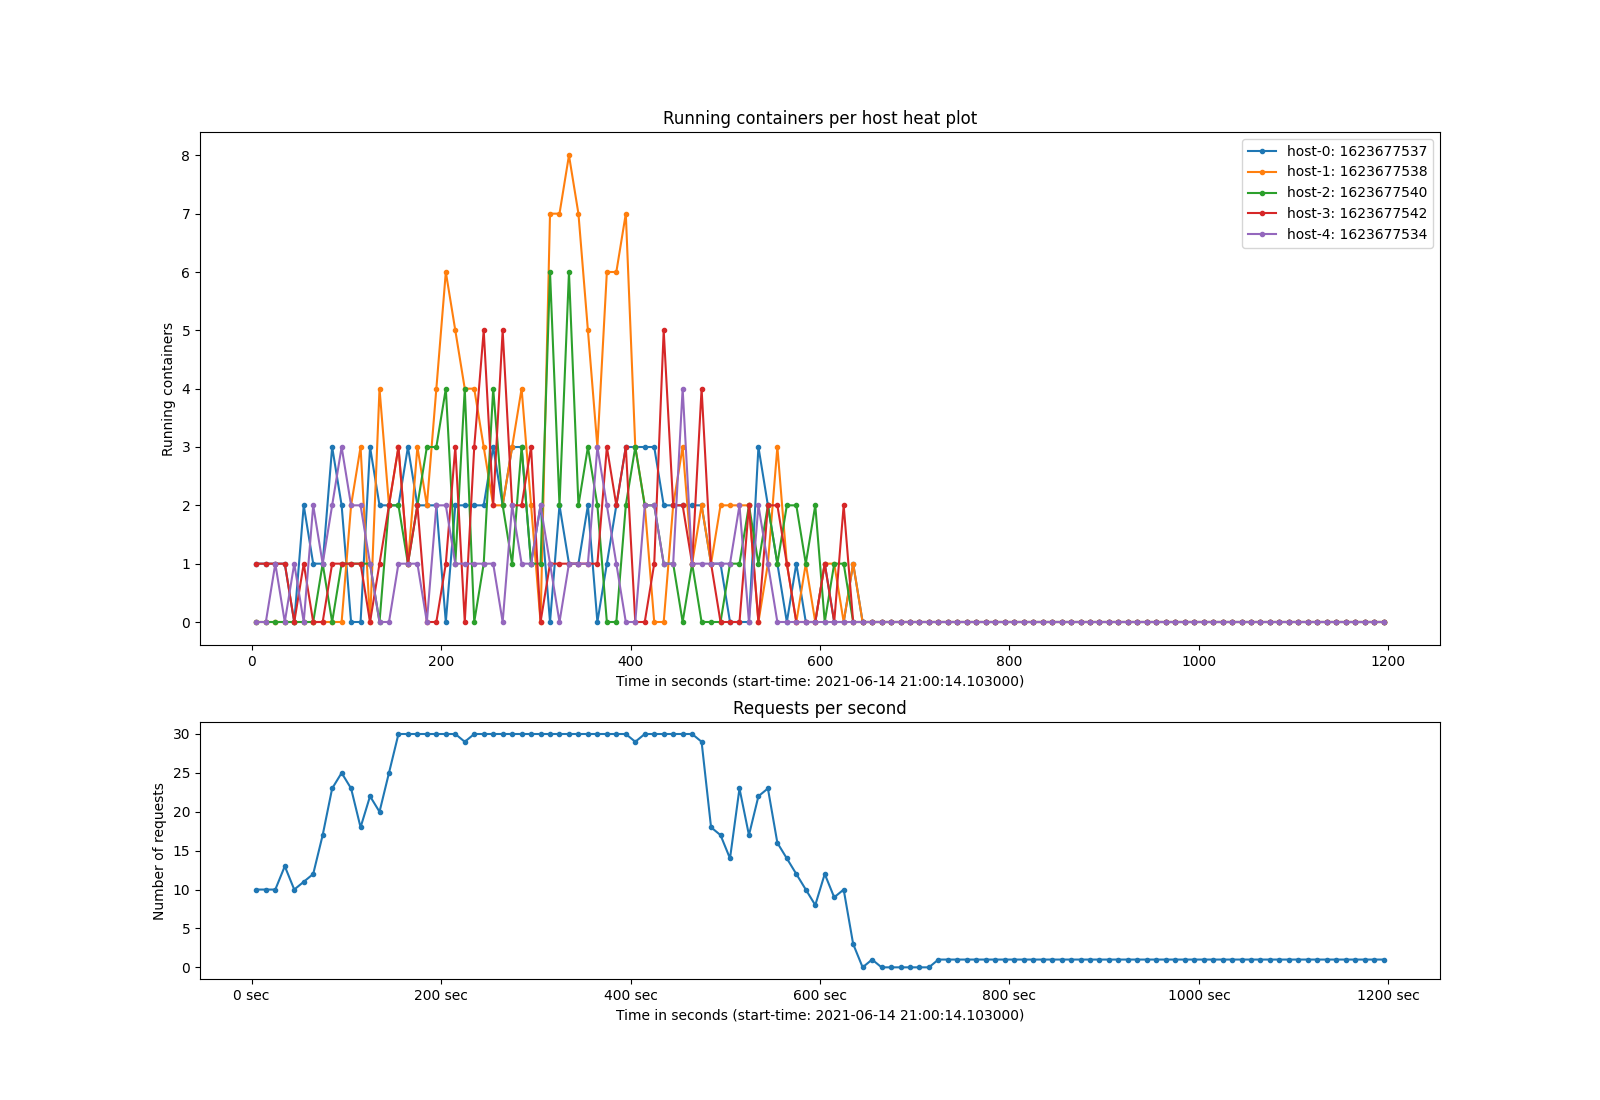 Running containers per host heat plot
host-0: 1623677537
host-1: 1623677538
host-2: 1623677540
host-3: 1623677542
host-4: 1623677534
8
7
6
5
4
3
2
1
0
Running containers
0 200 400 600 800 1000 1200
Time in seconds (start-time: 2021-06-14 21:00:14.103000)
Requests per second
30
25
20
15
10
5
0
Number of requests
0 sec 200 sec 400 sec 600 sec 800 sec 1000 sec 1200 sec
Time in seconds (start-time: 2021-06-14 21:00:14.103000)